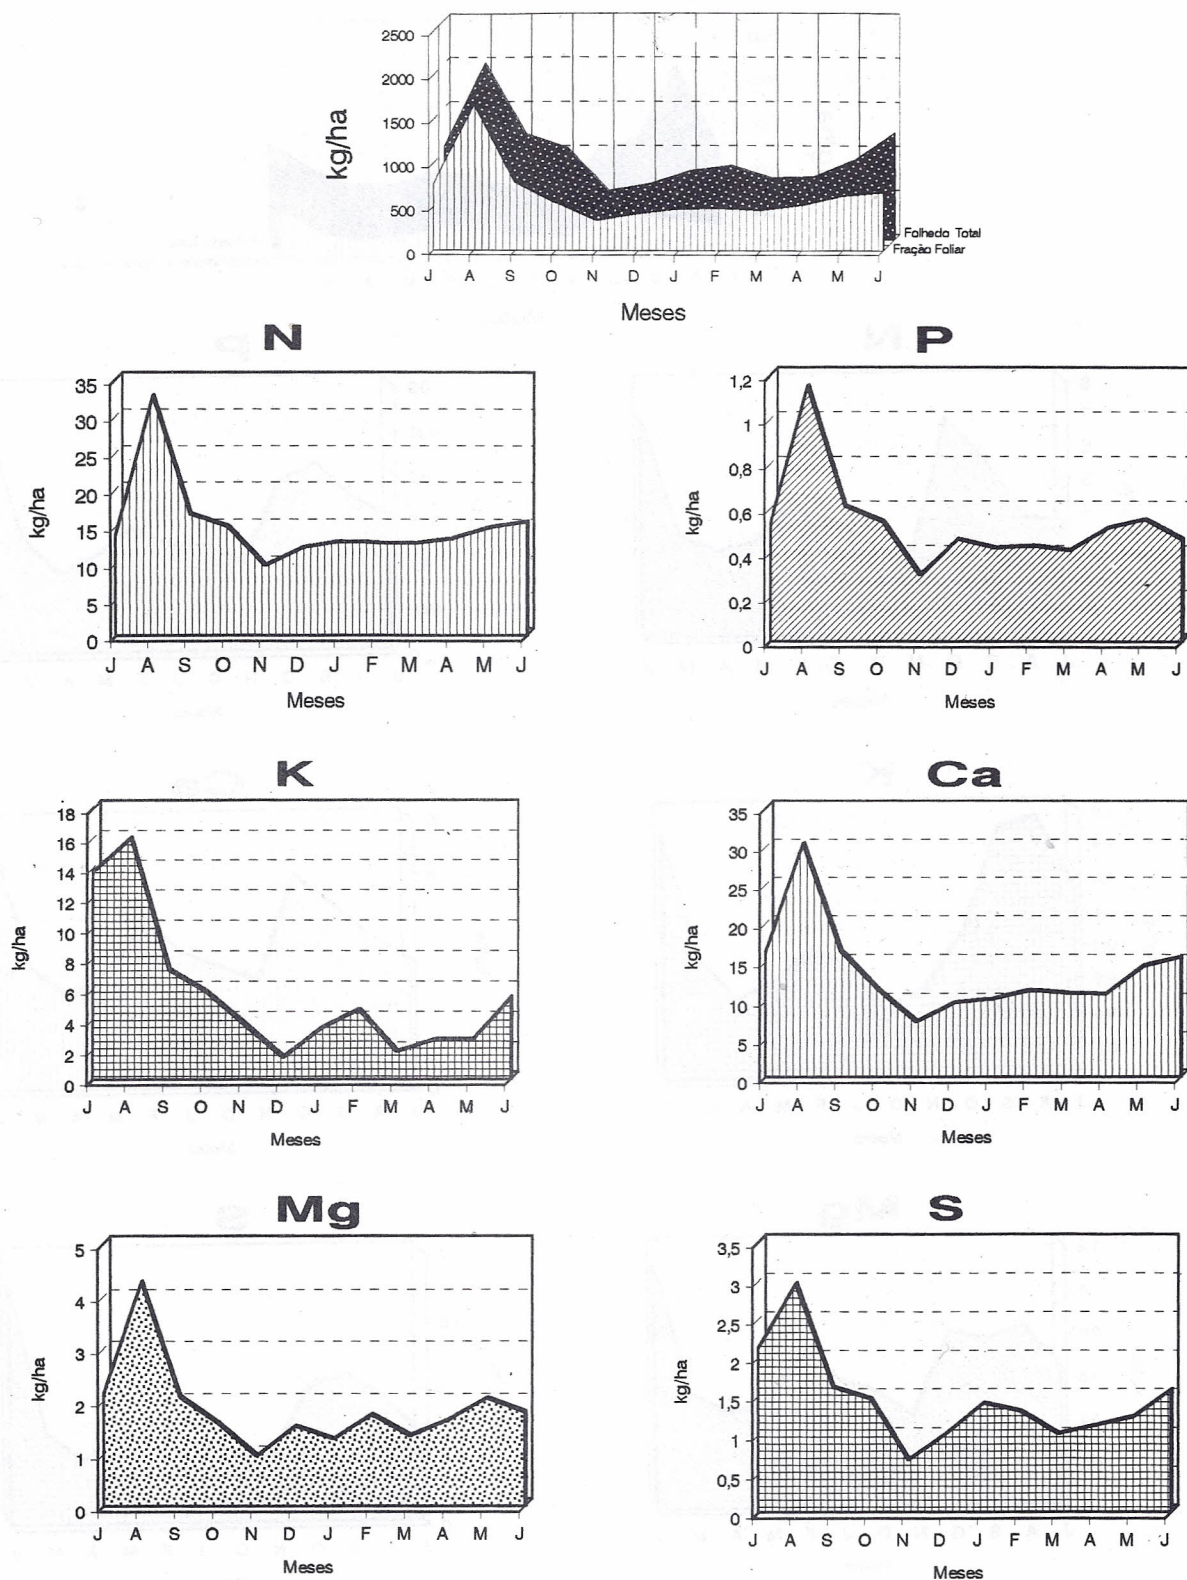 2500
2000
1500
1000
500
0
kg/ha
J A S O N D J F M A M J
Folhedo Total
Fração Foliar
Meses
N
35
30
25
20
15
10
5
0
kg/ha
J A S O N D J F M A M J
Meses
P
1,2
1
0,8
0,6
0,4
0,2
0
kg/ha
J A S O N D J F M A M J
Meses
K
18
16
14
12
10
8
6
4
2
0
kg/ha
J A S O N D J F M A M J
Meses
Ca
35
30
25
20
15
10
5
0
kg/ha
J A S O N D J F M A M J
Meses
Mg
5
4
3
2
1
0
kg/ha
J A S O N D J F M A M J
Meses
S
3,5
3
2,5
2
1,5
1
0,5
0
kg/ha
J A S O N D J F M A M J
Meses